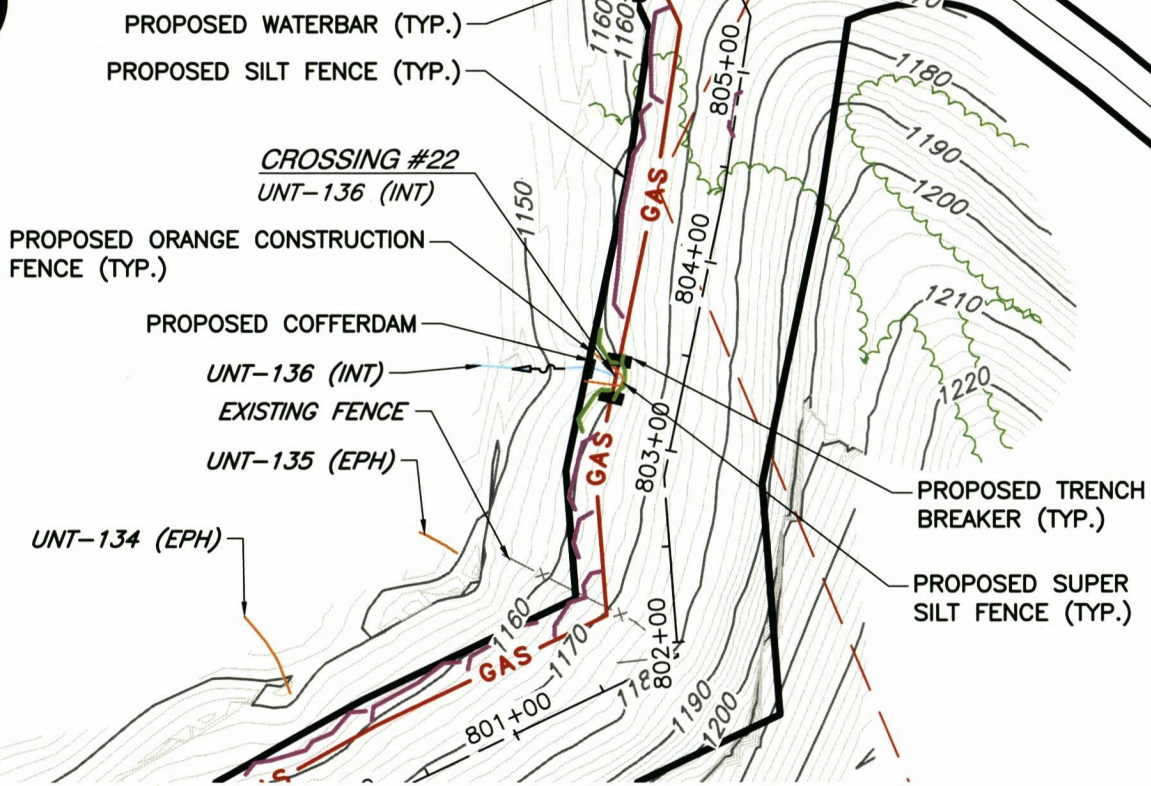 PROPOSED WATERBAR (TYP.)
PROPOSED SILT FENCE (TYP.)
CROSSING #22
UNT-136 (INT)
PROPOSED ORANGE CONSTRUCTION
FENCE (TYP.)
PROPOSED COFFERDAM
UNT-136 (INT)
EXISTING FENCE
UNT-135 (EPH)
UNT-134 (EPH)
1160
1160
1150
GAS
805+00
804+00
803+00
802+00
801+00
1180
1190
1200
1210
1220
GAS
PROPOSED TRENCH
BREAKER (TYP.)
PROPOSED SUPER
SILT FENCE (TYP.)
1160
1170
GAS
1190
1200